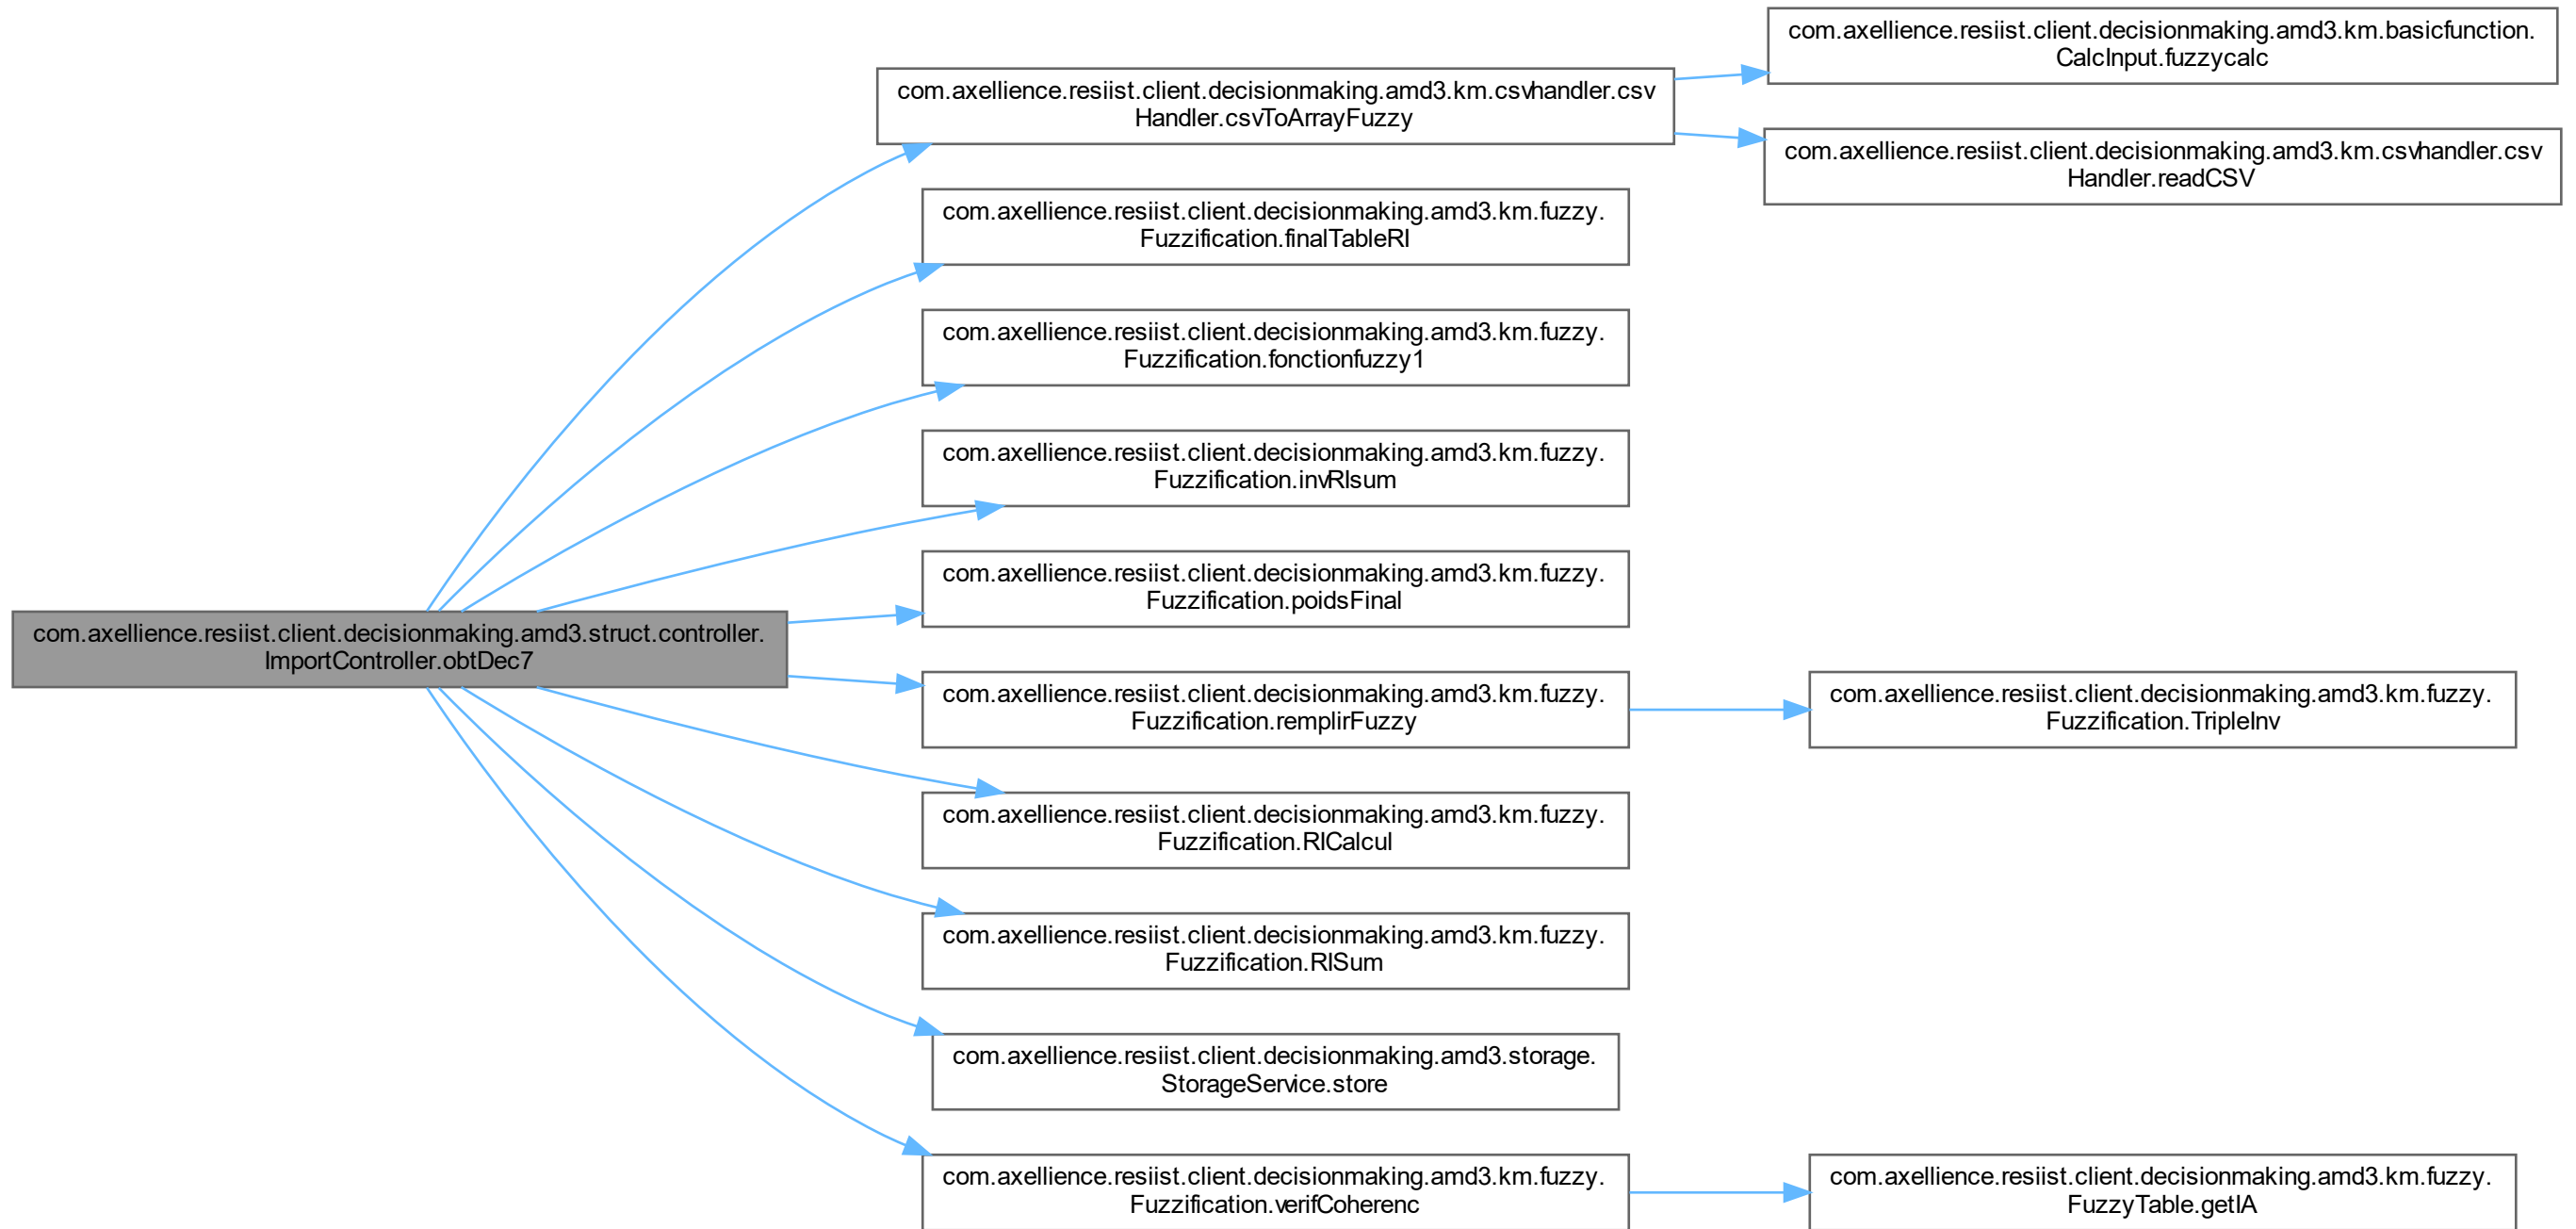 com.axellience.resiist.client.decisionmaking.amd3.struct.controller.
ImportController.obtDec7
com.axellience.resiist.client.decisionmaking.amd3.km.csvhandler.csv
Handler.csvToArrayFuzzy
com.axellience.resiist.client.decisionmaking.amd3.km.basicfunction.
CalcInput.fuzzycalc
com.axellience.resiist.client.decisionmaking.amd3.km.csvhandler.csv
Handler.readCSV
com.axellience.resiist.client.decisionmaking.amd3.km.fuzzy.
Fuzzification.finalTableRI
com.axellience.resiist.client.decisionmaking.amd3.km.fuzzy.
Fuzzification.fonctionfuzzy1
com.axellience.resiist.client.decisionmaking.amd3.km.fuzzy.
Fuzzification.invRIsum
com.axellience.resiist.client.decisionmaking.amd3.km.fuzzy.
Fuzzification.poidsFinal
com.axellience.resiist.client.decisionmaking.amd3.km.fuzzy.
Fuzzification.remplirFuzzy
com.axellience.resiist.client.decisionmaking.amd3.km.fuzzy.
Fuzzification.TripleInv
com.axellience.resiist.client.decisionmaking.amd3.km.fuzzy.
Fuzzification.RICalcul
com.axellience.resiist.client.decisionmaking.amd3.km.fuzzy.
Fuzzification.RISum
com.axellience.resiist.client.decisionmaking.amd3.storage.
StorageService.store
com.axellience.resiist.client.decisionmaking.amd3.km.fuzzy.
Fuzzification.verifCoherenc
com.axellience.resiist.client.decisionmaking.amd3.km.fuzzy.
FuzzyTable.getIA